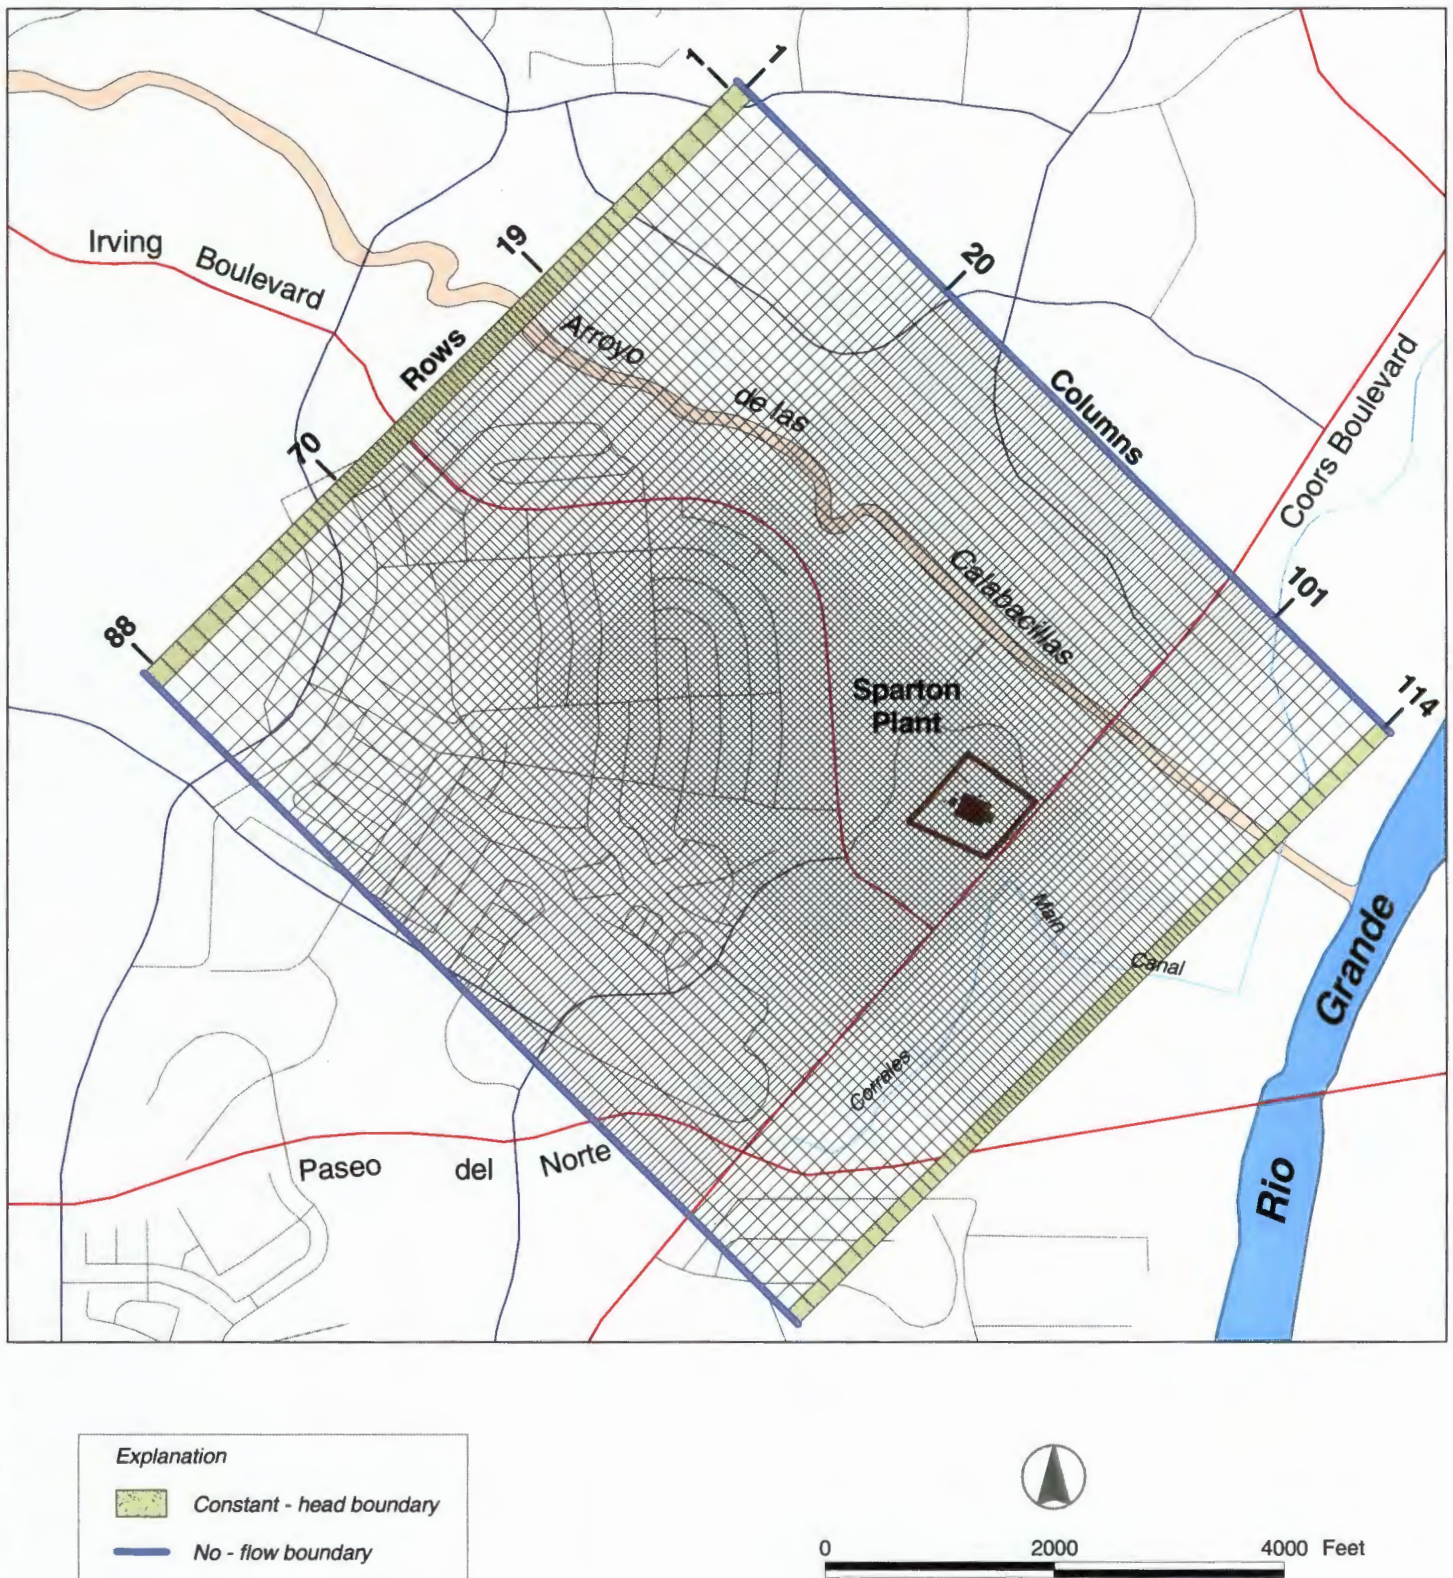 1
1
19
20
Irving Boulevard
Rows
Arroyo
de las
Columns
Coors Boulevard
70
Calabacillas
101
88
Sparton
Plant
114
Main
Canal
Corrales
Rio Grande
Paseo del Norte
Explanation
Constant - head boundary
No - flow boundary
0 2000 4000 Feet